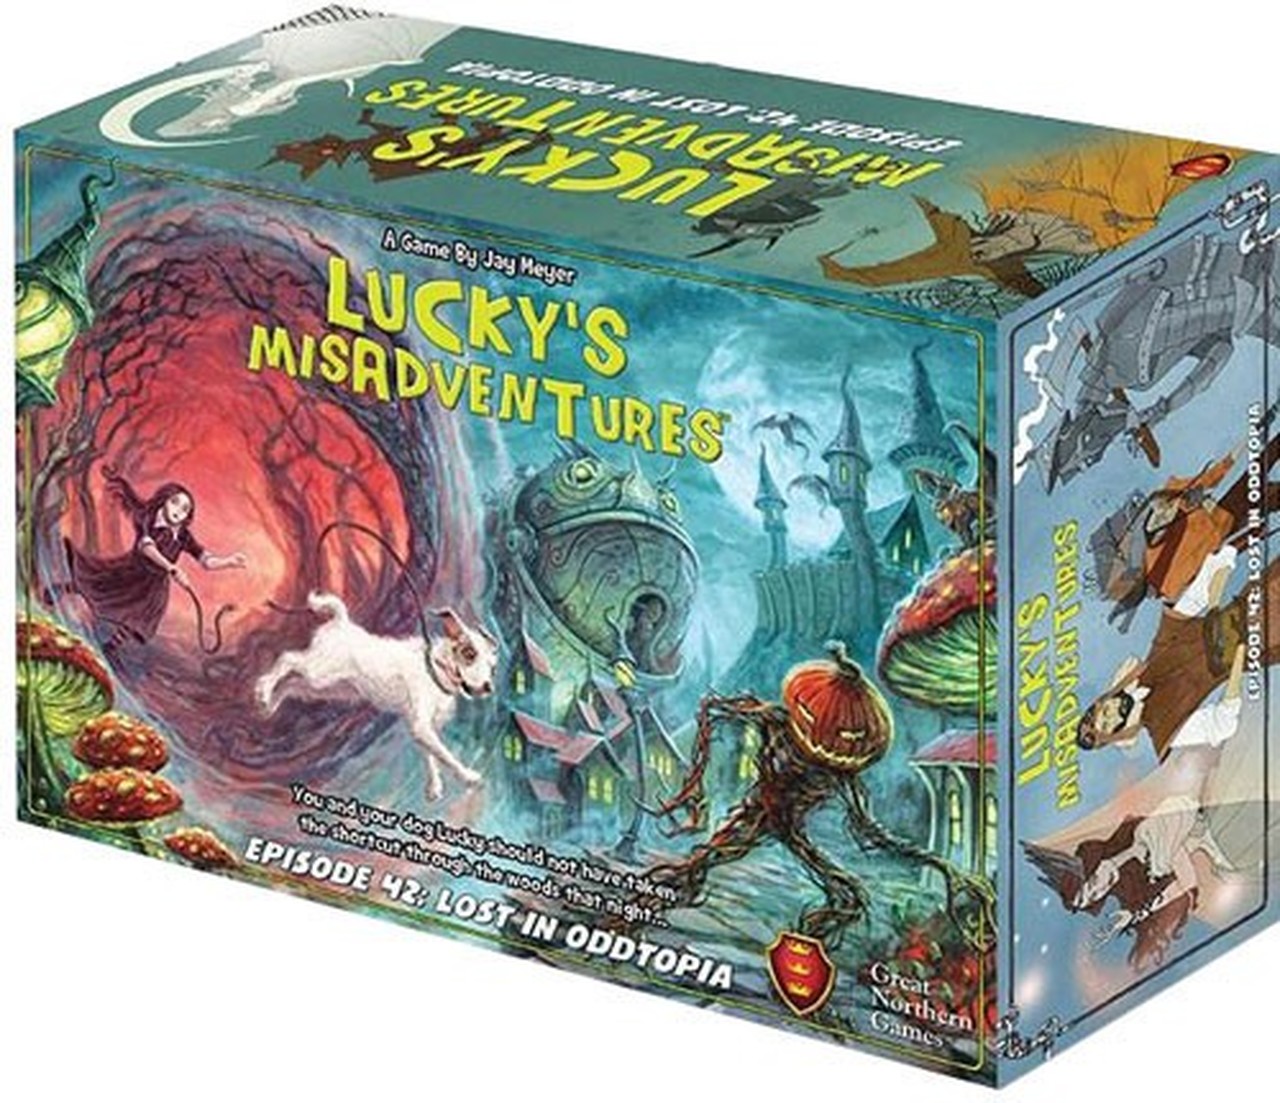 EPISODE 42: LOST IN ODDTOPIA
LUCKY'S
MISADVENTURES
A Game By Jay Meyer
LUCKY'S
MISADVENTURES™
You and your dog Lucky should not have taken
the shortcut through the woods that night...
EPISODE 42: LOST IN ODDTOPIA
Great
Northern
Games
LUCKY'S
MISADVENTURES
EPISODE 42: LOST IN ODDTOPIA